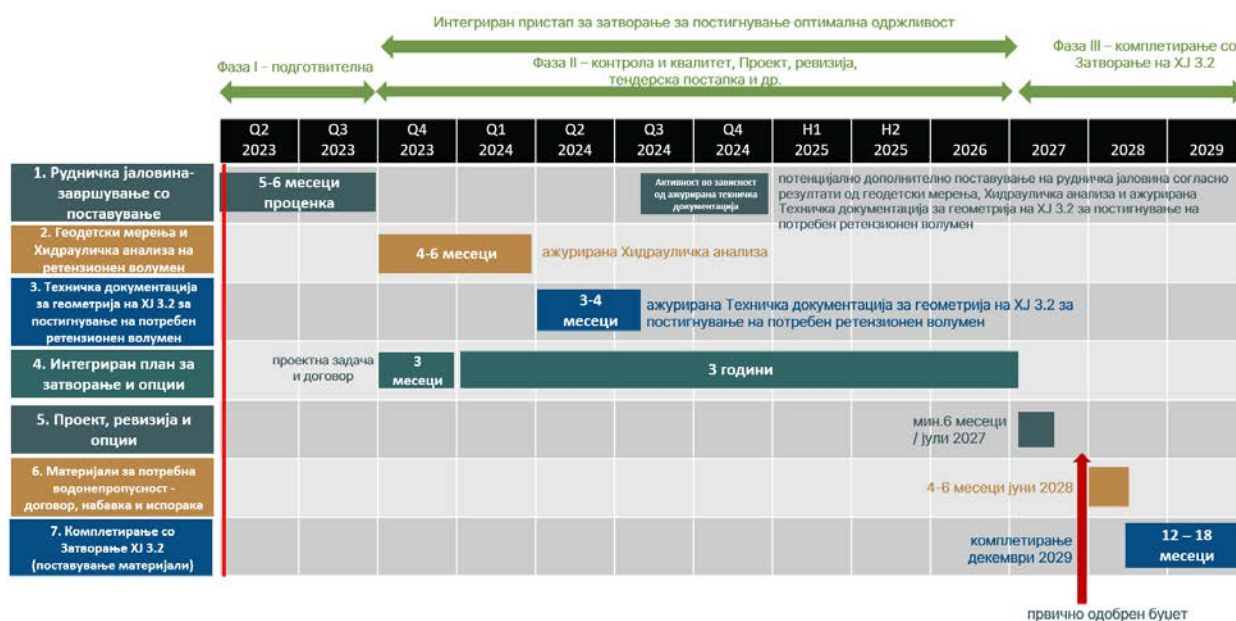 Интегриран пристап за затворање за постигнување оптимална одржливост
Фаза I - подготвителна
Фаза II – контрола и квалитет, Проект, ревизија,
тендерска постапка и др.
Фаза III – комплетирање со
Затворање на ХЈ 3.2
Q2 2023
Q3 2023
Q4 2023
Q1 2024
Q2 2024
Q3 2024
Q4 2024
H1 2025
H2 2025
2026
2027
2028
2029
1. Рудничка јаловина-
завршување со
поставување
5-6 месеци
проценка
Активност во зависност
од ажурирана техничка
документација
потенцијално дополнително поставување на рудничка јаловина согласно
резултати од геодетски мерења, Хидрауличка анализа и ажурирана
Техничка документација за геометрија на ХЈ 3.2 за постигнување на
потребен ретензионен волумен
2. Геодетски мерења и
Хидрауличка анализа на
ретензионен волумен
4-6 месеци
ажурирана Хидрауличка анализа
3. Техничка документација
за геометрија на ХЈ 3.2 за
постигнување на потребен
ретензионен волумен
3-4
месеци
ажурирана Техничка документација за геометрија на ХЈ 3.2 за
постигнување на потребен ретензионен волумен
4. Интегриран план за
затворање и опции
проектна задача
и договор
3
месеци
3 години
5. Проект, ревизија и
опции
мин.6 месеци
/ јули 2027
6. Материјали за потребна
водонепропусност -
договор, набавка и испорака
4-6 месеци јуни 2028
7. Комплетирање со
Затворање ХЈ 3.2
(поставување материјали)
комплетирање
декември 2029
12 – 18
месеци
првично одобрен буџет